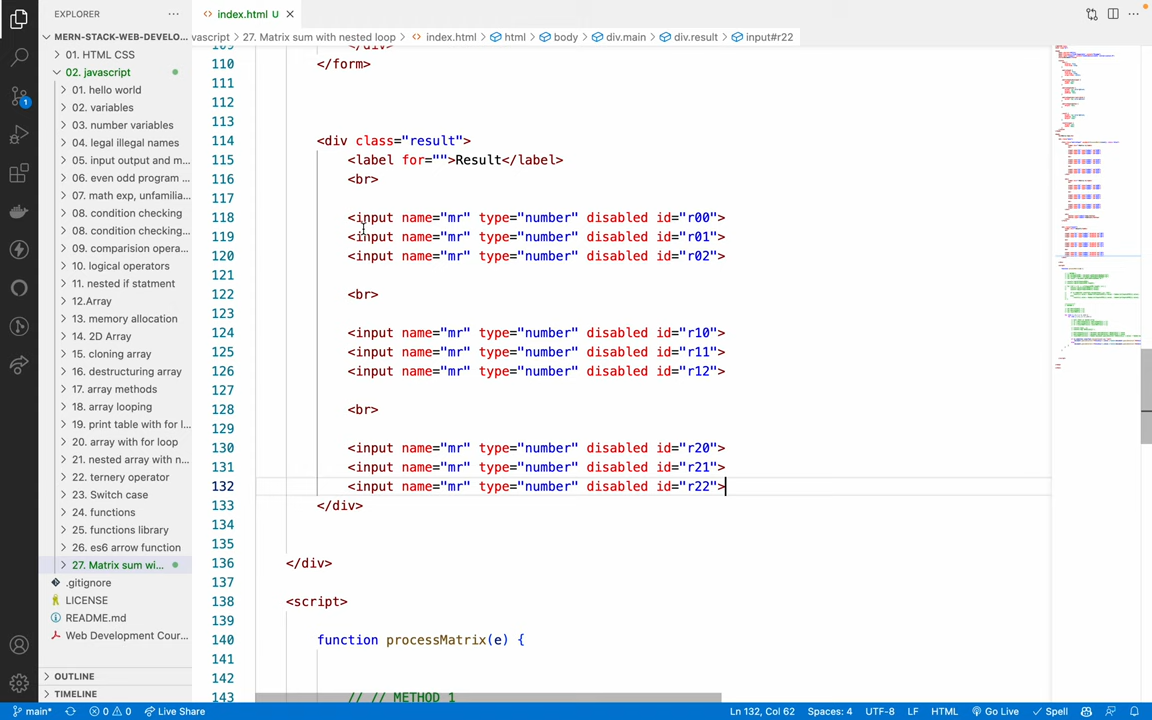 EXPLORER
index.html U
MERN-STACK-WEB-DEVELO...
01. HTML CSS
02. javascript
01. hello world
02. variables
03. number variables
04. legal illegal names
05. input output and m...
06. even odd program ...
07. math exp, unfamilia...
08. condition checking
08. condition checking...
09. comparision opera...
10. logical operators
11. nested if statment
12.Array
13. memory allocation
14. 2D Array
15. cloning array
16. destructuring array
17. array methods
18. array looping
19. print table with for l...
20. array with for loop
21. nested array with n...
22. ternery operator
23. Switch case
24. functions
25. functions library
26. es6 arrow function
27. Matrix sum wi...
.gitignore
LICENSE
README.md
Web Development Cour...
OUTLINE
TIMELINE
vascript > 27. Matrix sum with nested loop > index.html > html > body > div.main > div.result > input#r22
110 </form>
111
112
113
114 <div class="result">
115 <label for="">Result</label>
116 <br>
117
118 <input name="mr" type="number" disabled id="r00">
119 <input name="mr" type="number" disabled id="r01">
120 <input name="mr" type="number" disabled id="r02">
121
122 <br>
123
124 <input name="mr" type="number" disabled id="r10">
125 <input name="mr" type="number" disabled id="r11">
126 <input name="mr" type="number" disabled id="r12">
127
128 <br>
129
130 <input name="mr" type="number" disabled id="r20">
131 <input name="mr" type="number" disabled id="r21">
132 <input name="mr" type="number" disabled id="r22">
133 </div>
134
135
136 </div>
137
138 <script>
139
140 function processMatrix(e) {
141
142
143 // // METHOD 1
main* 0 0 Live Share Ln 132, Col 62 Spaces: 4 UTF-8 LF HTML Go Live Spell